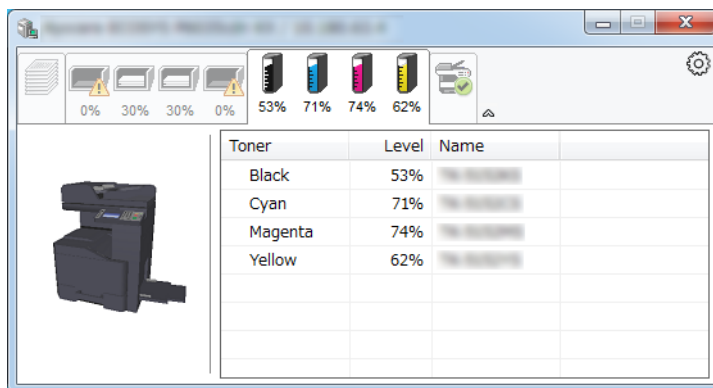 0% 30% 30% 0% 53% 71% 74% 62%
Toner Level Name
Black 53%
Cyan 71%
Magenta 74%
Yellow 62%